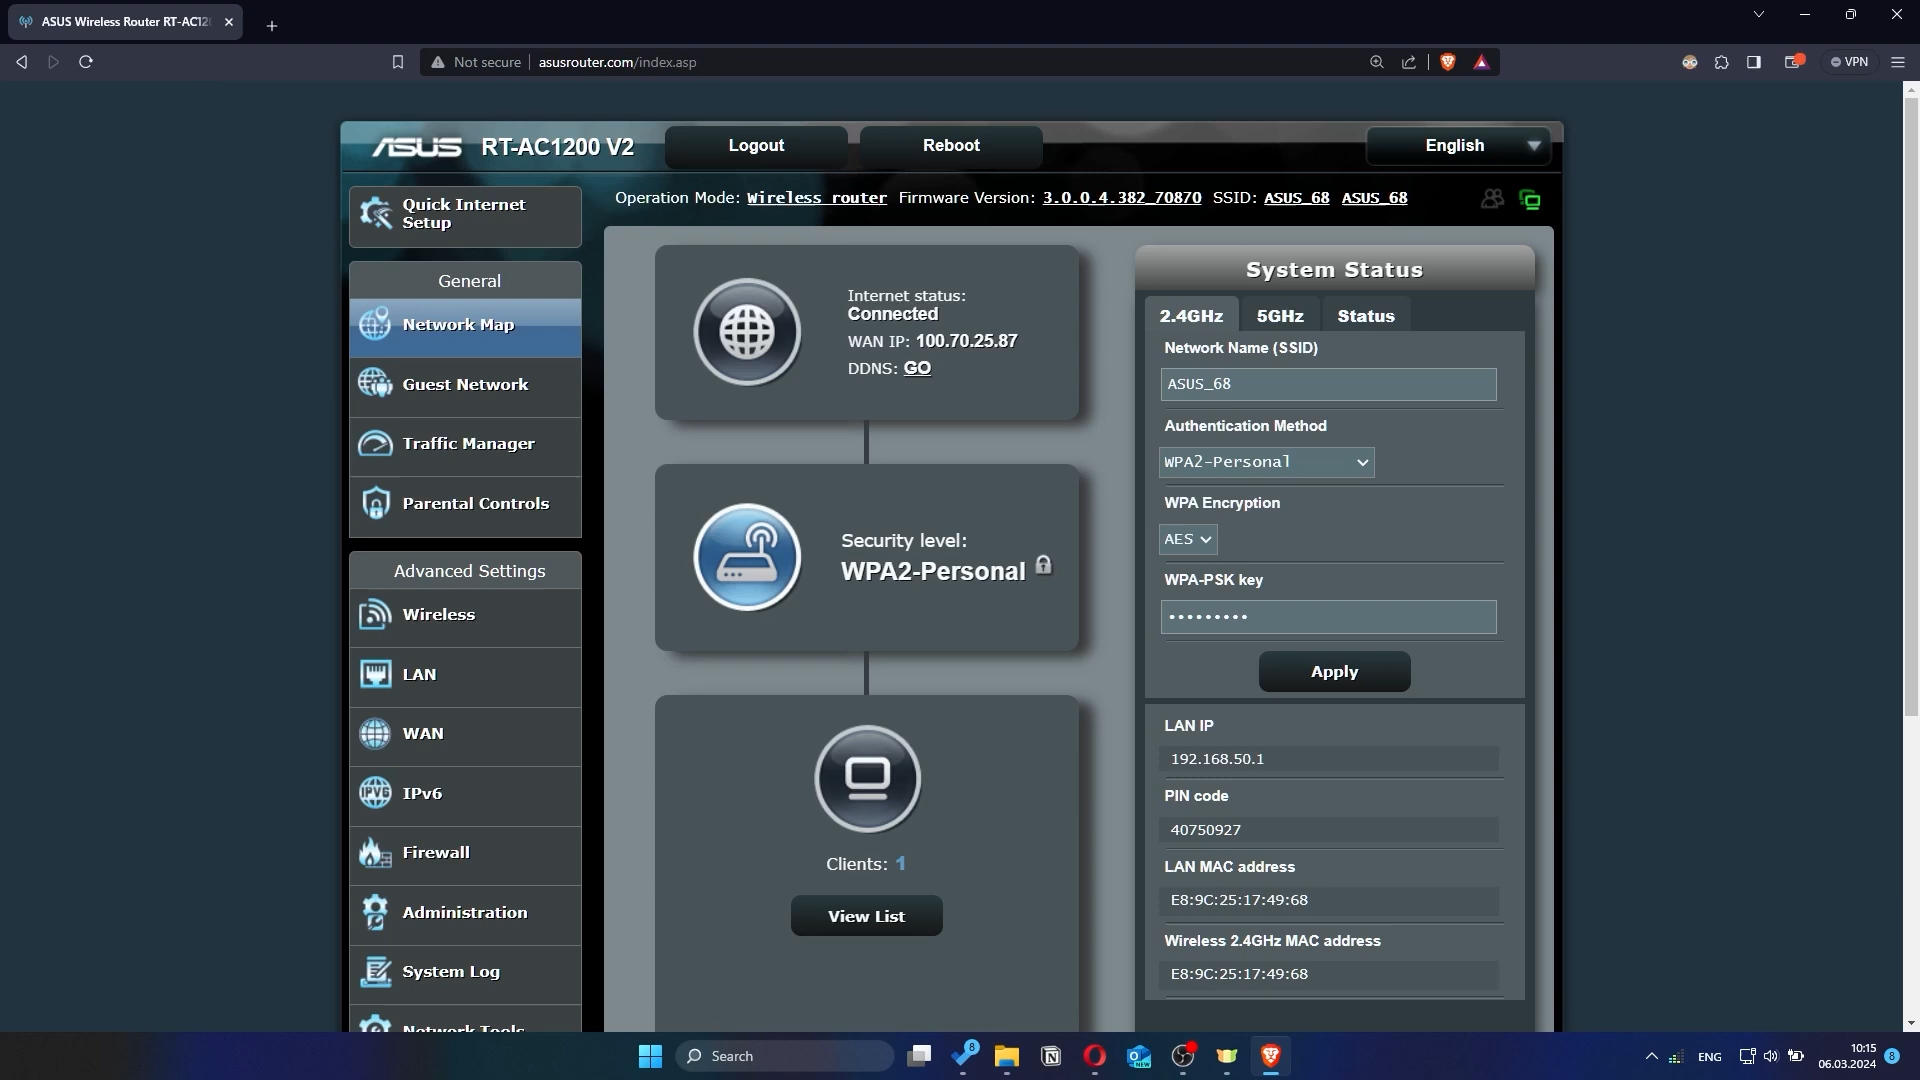 ASUS Wireless Router RT-AC12
Not secure
asusrouter.com/index.asp
VPN
ASUS RT-AC1200 V2
Logout
Reboot
English
Quick Internet
Setup
Operation Mode: Wireless router Firmware Version: 3.0.0.4.382_70870 SSID: ASUS_68 ASUS_68
General
Network Map
Guest Network
Traffic Manager
Parental Controls
Advanced Settings
Wireless
LAN
WAN
IPv6
IPV6
Firewall
Administration
System Log
Network Tools
Internet status:
Connected
WAN IP: 100.70.25.87
DDNS: GO
Security level:
WPA2-Personal
Clients: 1
View List
System Status
2.4GHz 5GHz Status
Network Name (SSID)
ASUS_68
Authentication Method
WPA2-Personal
WPA Encryption
AES
WPA-PSK key
•••••••••
Apply
LAN IP
192.168.50.1
PIN code
40750927
LAN MAC address
E8:9C:25:17:49:68
Wireless 2.4GHz MAC address
E8:9C:25:17:49:68
Search
8
NEW
ENG
10:15
06.03.2024
8